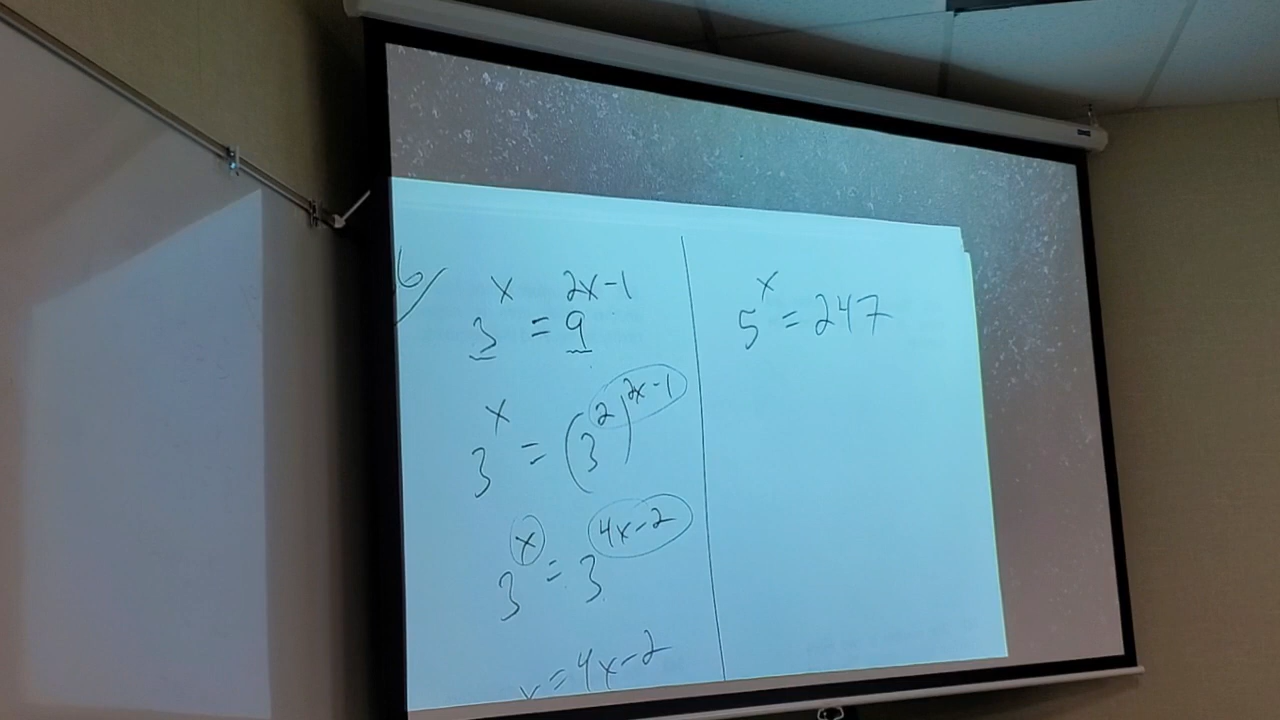 6)
3^x = 9^(2x-1)
3^x = (3^2)^(2x-1)
3^x = 3^(4x-2)
x = 4x-2
5^x = 247